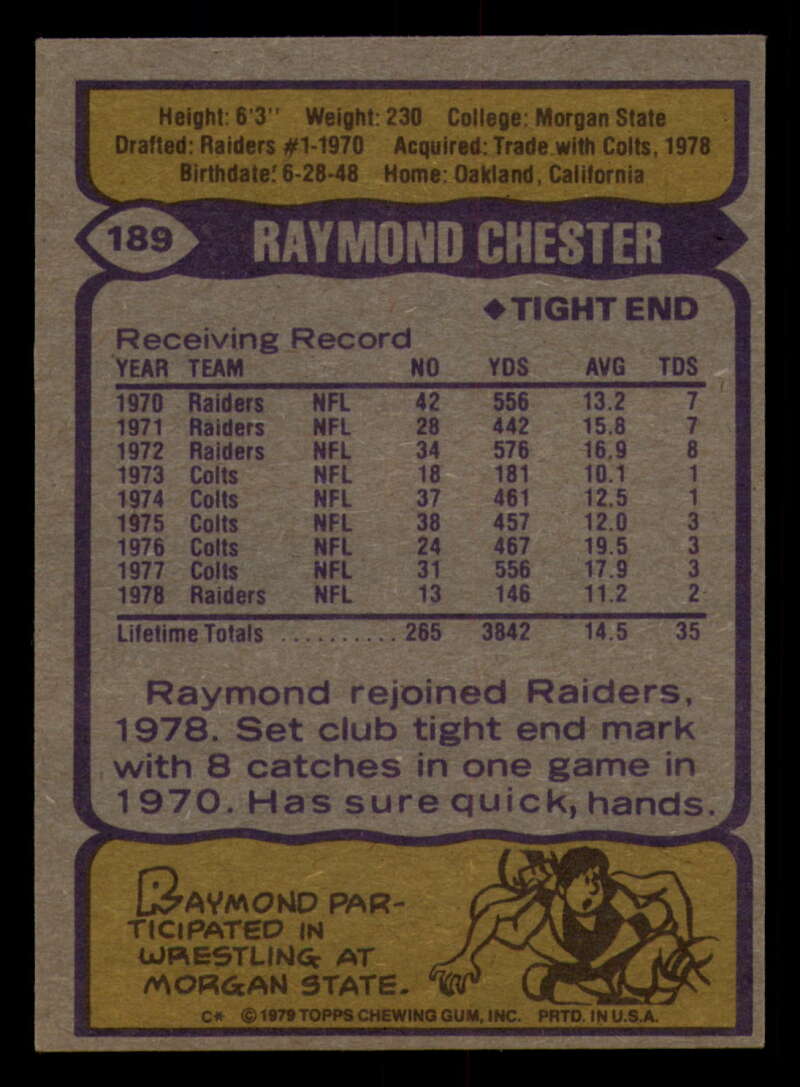 Height: 6'3" Weight: 230 College: Morgan State
Drafted: Raiders #1-1970 Acquired: Trade with Colts, 1978
Birthdate: 6-28-48 Home: Oakland, California
189 RAYMOND CHESTER
◆TIGHT END
Receiving Record
YEAR TEAM NO YDS AVG TDS
1970 Raiders NFL 42 556 13.2 7
1971 Raiders NFL 28 442 15.8 7
1972 Raiders NFL 34 576 16.9 8
1973 Colts NFL 18 181 10.1 1
1974 Colts NFL 37 461 12.5 1
1975 Colts NFL 38 457 12.0 3
1976 Colts NFL 24 467 19.5 3
1977 Colts NFL 31 556 17.9 3
1978 Raiders NFL 13 146 11.2 2
Lifetime Totals .......... 265 3842 14.5 35
Raymond rejoined Raiders,
1978. Set club tight end mark
with 8 catches in one game in
1970. Has sure quick, hands.
RAYMOND PAR-
TICIPATED IN
WRESTLING AT
MORGAN STATE.
C* © 1979 TOPPS CHEWING GUM, INC. PRTD. IN U.S.A.